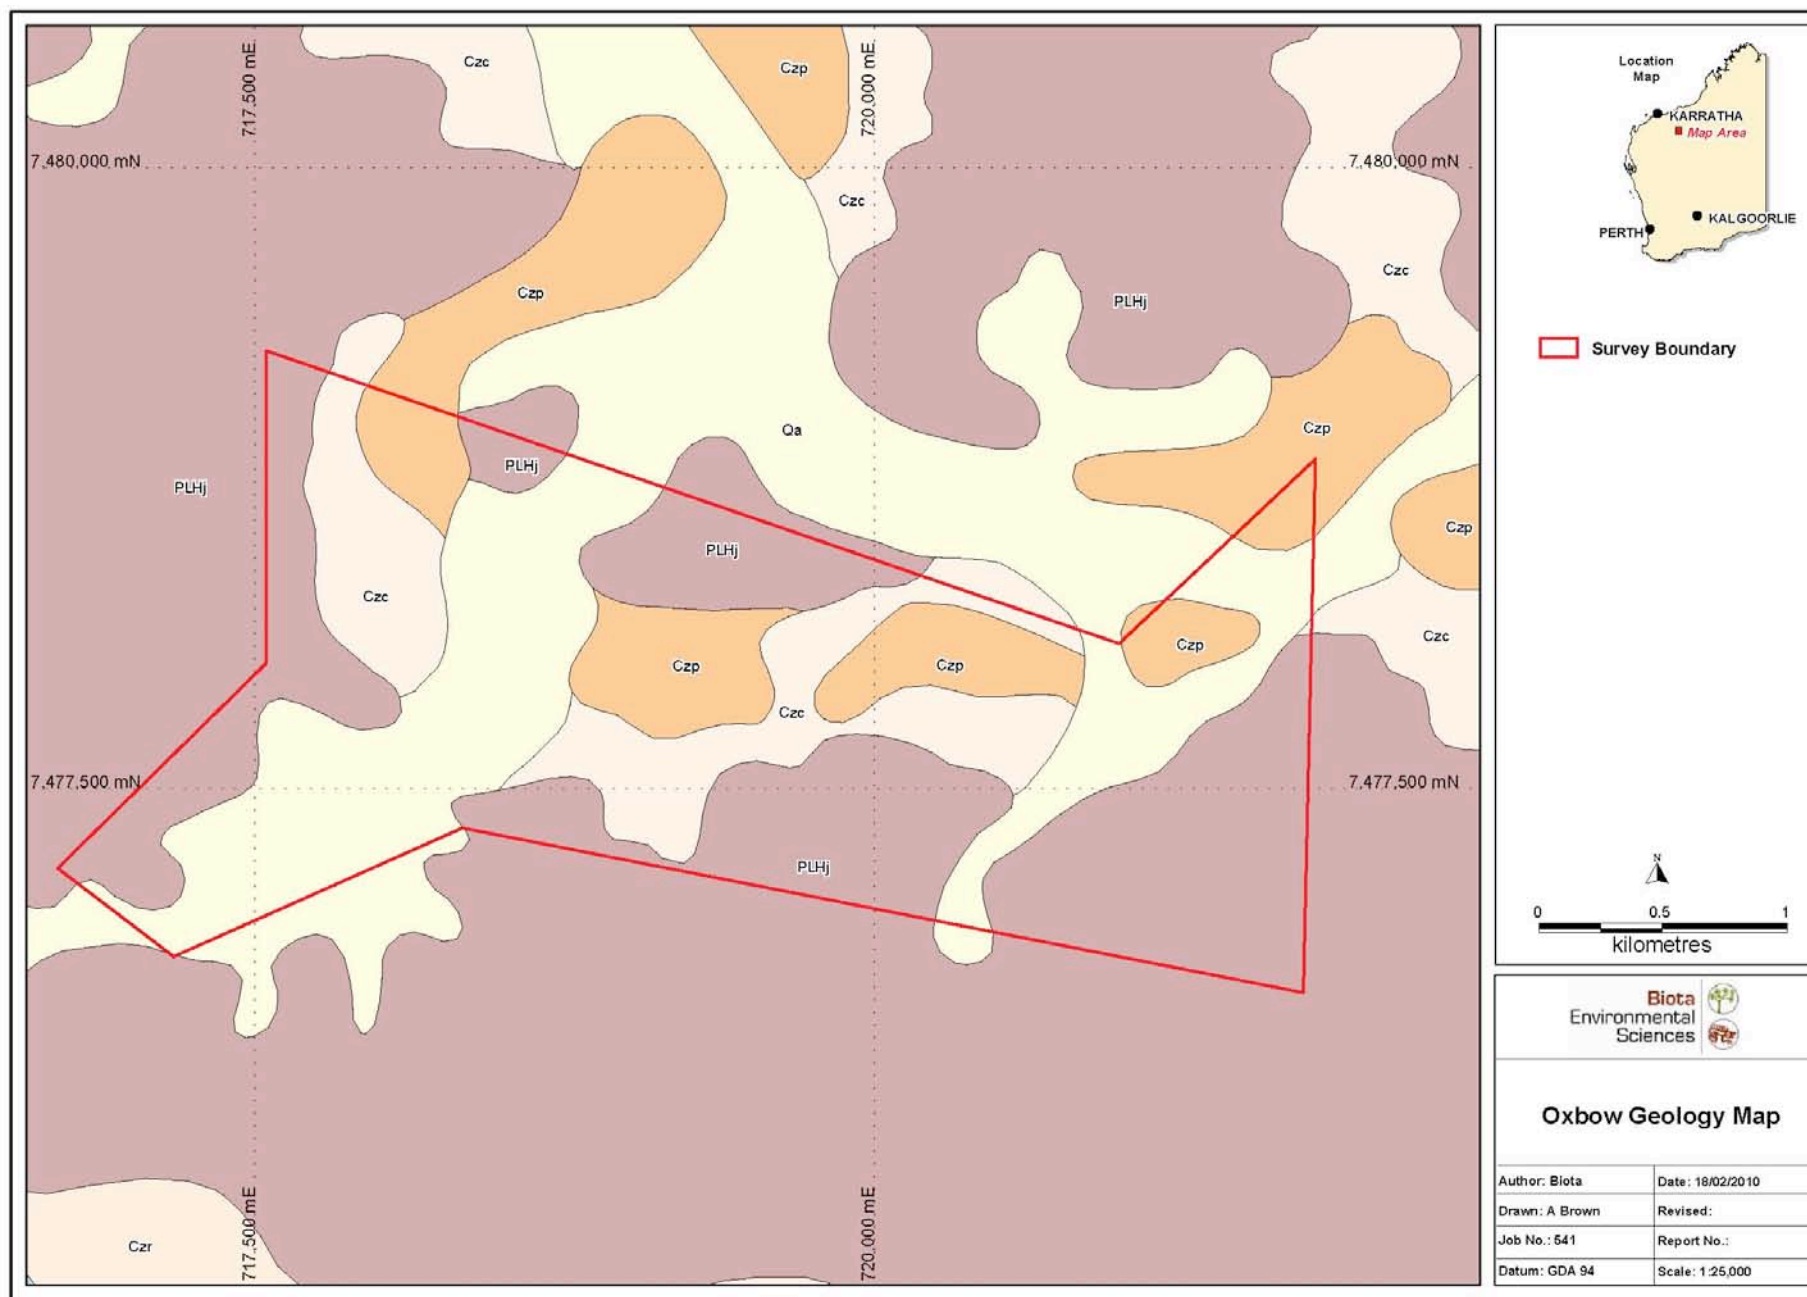 Czc
717,500 mE
Czp
720,000 mE
7,480,000 mN
7,480,000 mN
Czc
Czc
Czp
PLHj
Czp
Qa
PLHj
PLHj
Czp
PLHj
Czc
Czp
Czp
Czp
Czc
Czc
7,477,500 mN
7,477,500 mN
PLHj
717,500 mE
720,000 mE
Czr
Location
Map
KARRATHA
Map Area
KALGOORLIE
PERTH
Survey Boundary
N
0 0.5 1
kilometres
Biota
Environmental
Sciences
Oxbow Geology Map
Author: Biota
Date: 18/02/2010
Drawn: A Brown
Revised:
Job No.: 541
Report No.:
Datum: GDA 94
Scale: 1:25,000